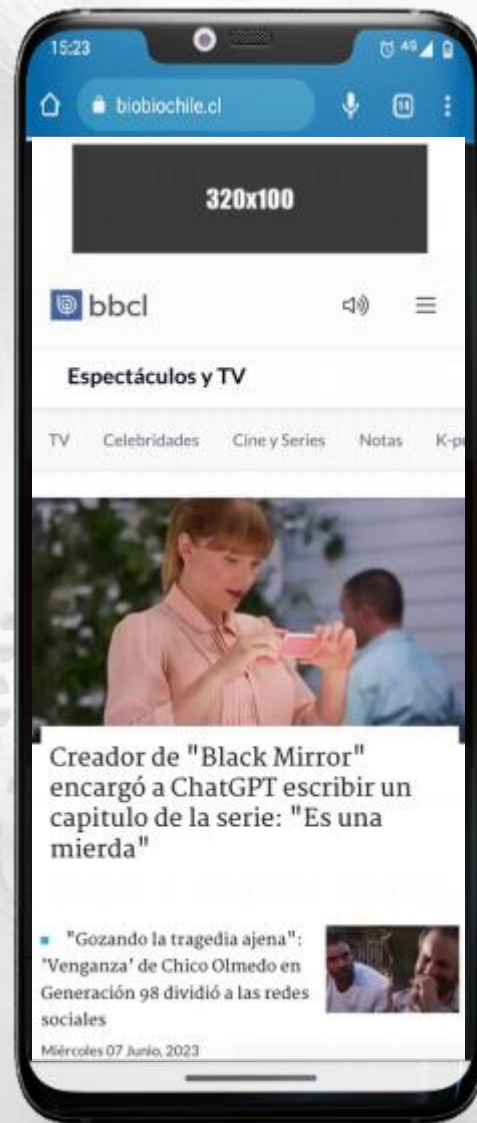 15:23
4G
biobiochile.cl
320x100
bbcl
Espectáculos y TV
TV Celebridades Cine y Series Notas
Creador de "Black Mirror"
encargó a ChatGPT escribir un
capitulo de la serie: "Es una
mierda"
"Gozando la tragedia ajena":
'Venganza' de Chico Olmedo en
Generación 98 dividió a las redes
sociales
Miércoles 07 Junio, 2023